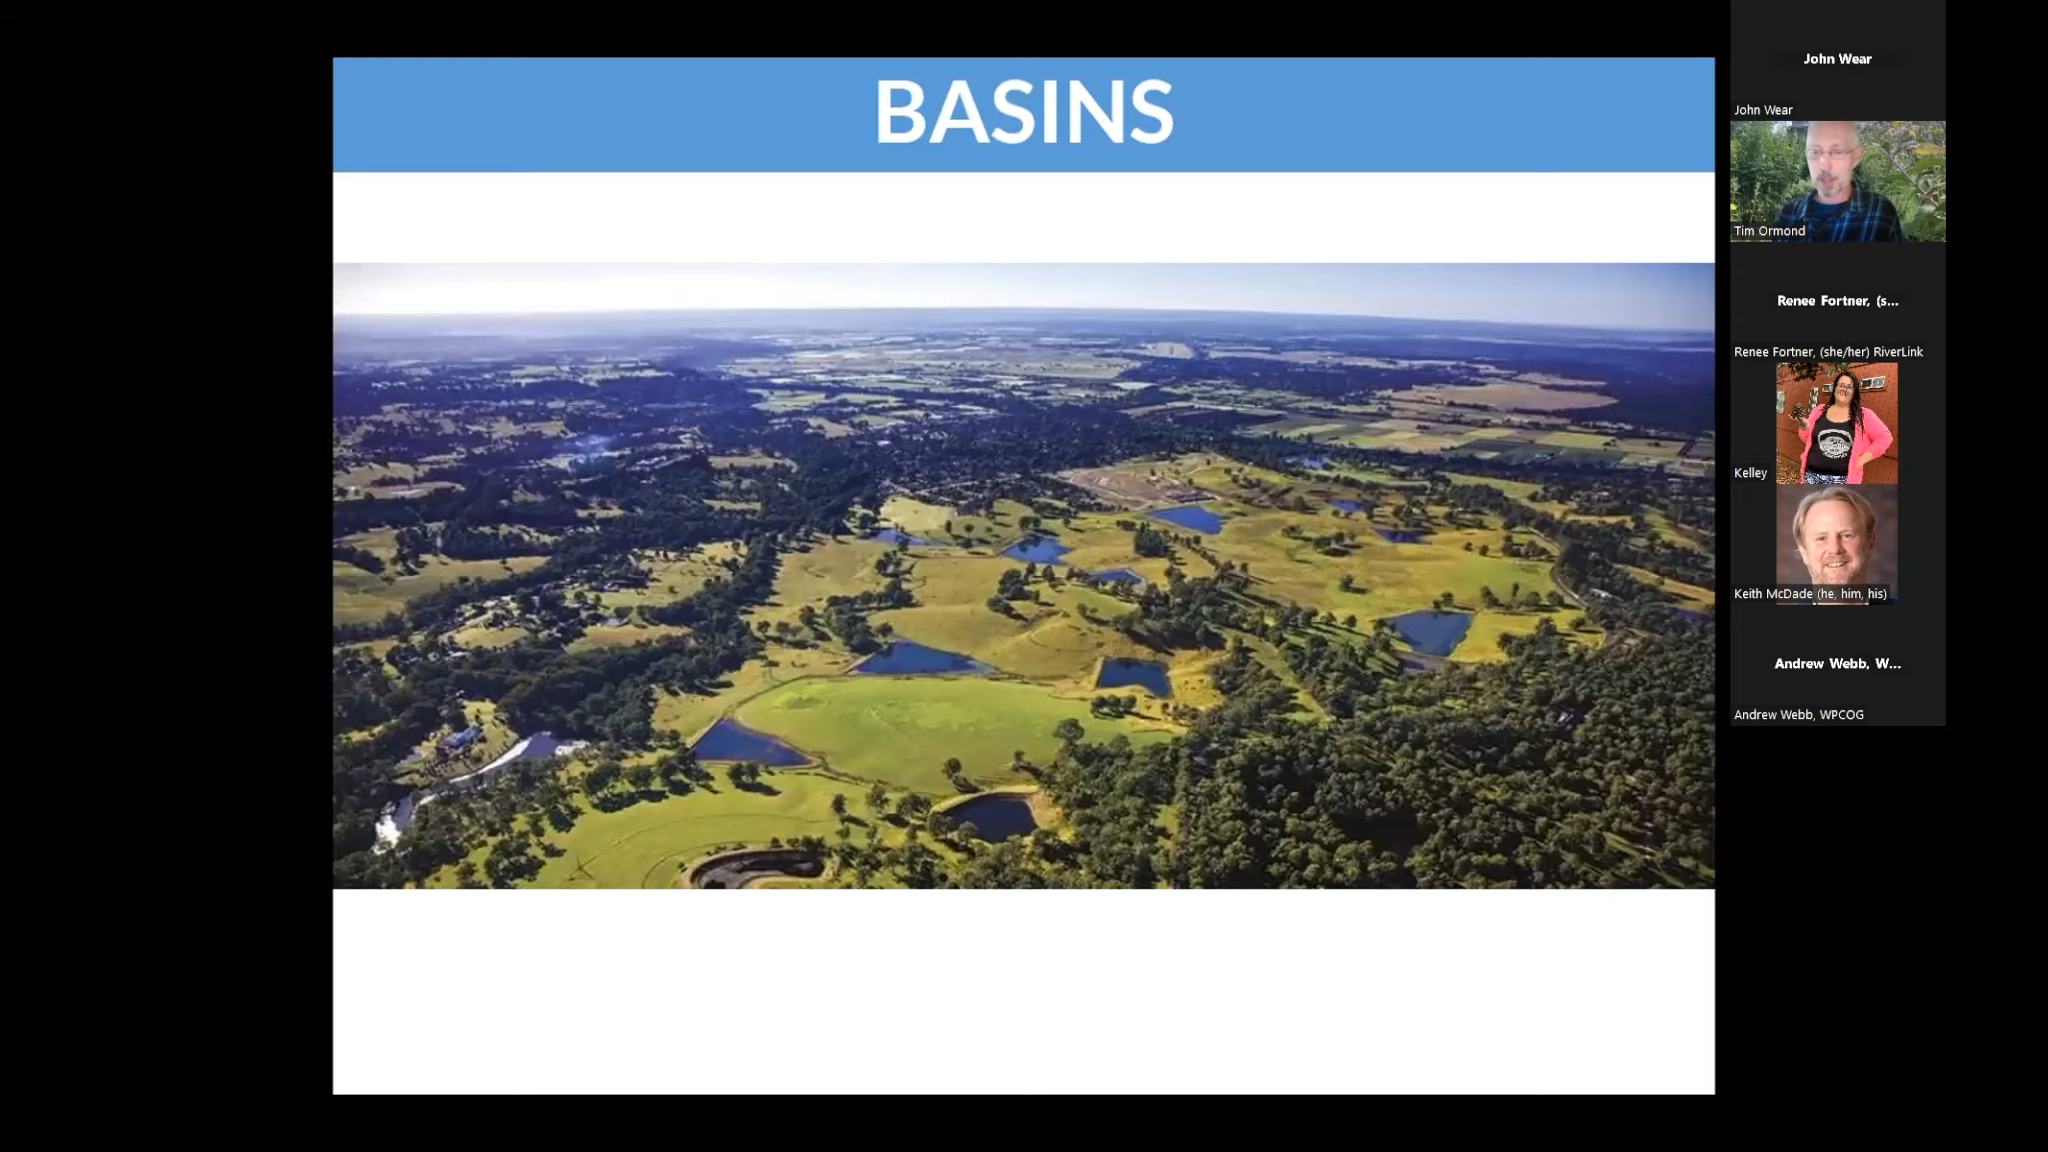 BASINS
John Wear
John Wear
Tim Ormond
Renee Fortner, (s...
Renee Fortner, (she/her) RiverLink
Kelley
Keith McDade (he, him, his)
Andrew Webb, W...
Andrew Webb, WPCOG